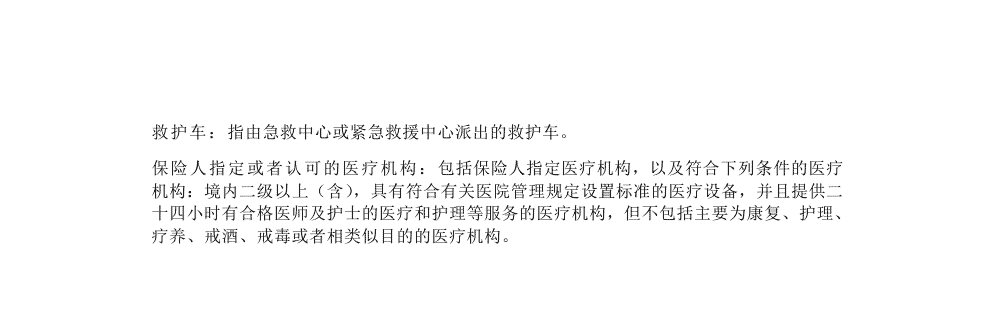 救护车：指由急救中心或紧急救援中心派出的救护车。
保险人指定或者认可的医疗机构：包括保险人指定医疗机构，以及符合下列条件的医疗
机构：境内二级以上（含），具有符合有关医院管理规定设置标准的医疗设备，并且提供二
十四小时有合格医师及护士的医疗和护理等服务的医疗机构，但不包括主要为康复、护理、
疗养、戒酒、戒毒或者相类似目的的医疗机构。